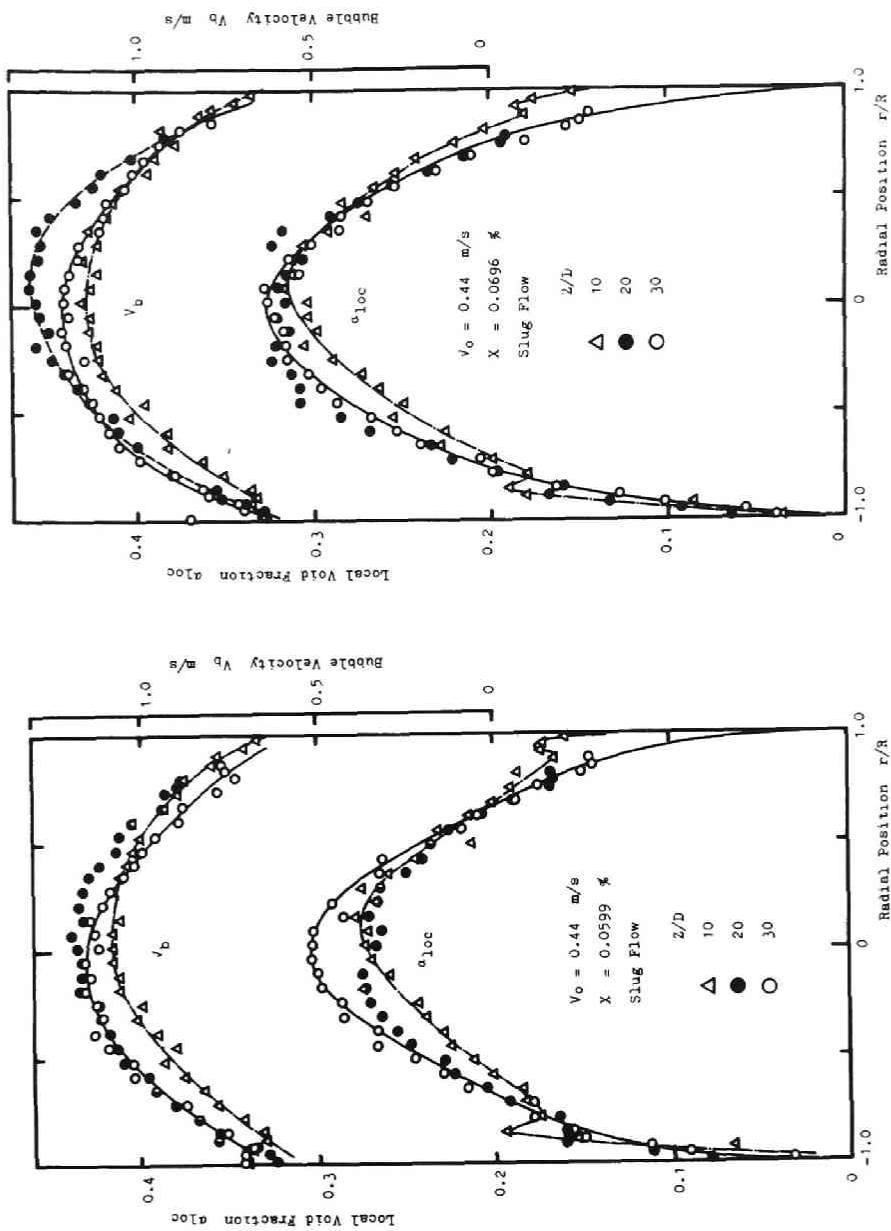 Bubble Velocity Vb m/s
1.0
0.5
0
Vb
αloc
V0 = 0.44 m/s
X = 0.0696 %
Slug Flow
Z/D
△ 10
● 20
○ 30
0.4
0.3
0.2
0.1
0
Local Void Fraction αloc
-1.0
0
1.0
Radial Position r/R
Bubble Velocity Vb m/s
1.0
0.5
0
Vb
αloc
V0 = 0.44 m/s
X = 0.0599 %
Slug Flow
Z/D
△ 10
● 20
○ 30
0.4
0.3
0.2
0.1
0
Local Void Fraction αloc
-1.0
0
1.0
Radial Position r/R